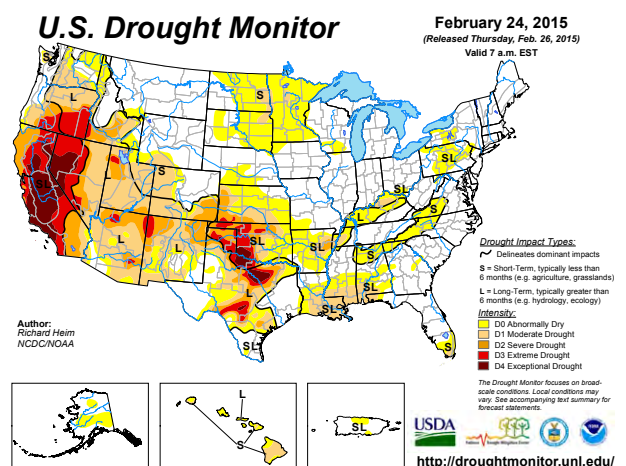 U.S. Drought Monitor
February 24, 2015
(Released Thursday, Feb. 26, 2015)
Valid 7 a.m. EST
S
L
S
SL
L
S
L
L
SL
L
SL
SL
L
SL
S
S
SL
SL
SL
S
Drought Impact Types:
Delineates dominant impacts
S = Short-Term, typically less than
6 months (e.g. agriculture, grasslands)
L = Long-Term, typically greater than
6 months (e.g. hydrology, ecology)
Intensity:
D0 Abnormally Dry
D1 Moderate Drought
D2 Severe Drought
D3 Extreme Drought
D4 Exceptional Drought
Author:
Richard Heim
NCDC/NOAA
The Drought Monitor focuses on broad-
scale conditions. Local conditions may
vary. See accompanying text summary for
forecast statements.
L
S
SL
USDA
http://droughtmonitor.unl.edu/